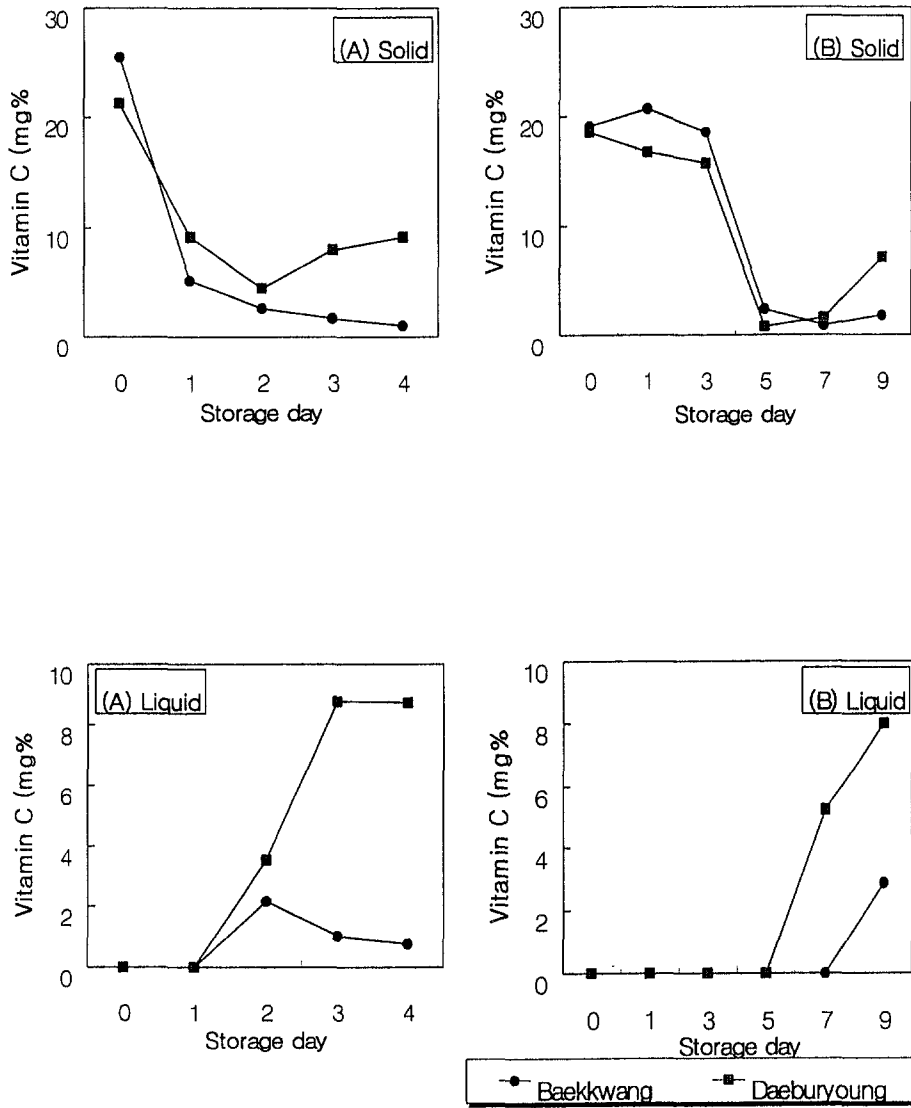 (A) Solid
Vitamin C (mg%)
30
20
10
0
0 1 2 3 4
Storage day
(B) Solid
Vitamin C (mg%)
30
20
10
0
0 1 3 5 7 9
Storage day
(A) Liquid
Vitamin C (mg%)
10
8
6
4
2
0
0 1 2 3 4
Storage day
(B) Liquid
Vitamin C (mg%)
10
8
6
4
2
0
0 1 3 5 7 9
Storage day
Baekkwang Daeburyoung